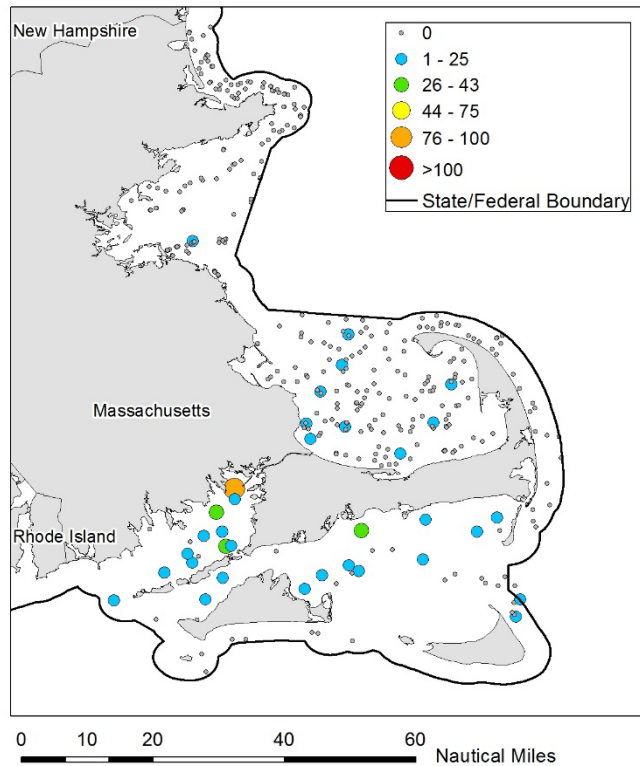 New Hampshire
0
1 - 25
26 - 43
44 - 75
76 - 100
>100
State/Federal Boundary
Massachusetts
Rhode Island
0 10 20 40 60
Nautical Miles